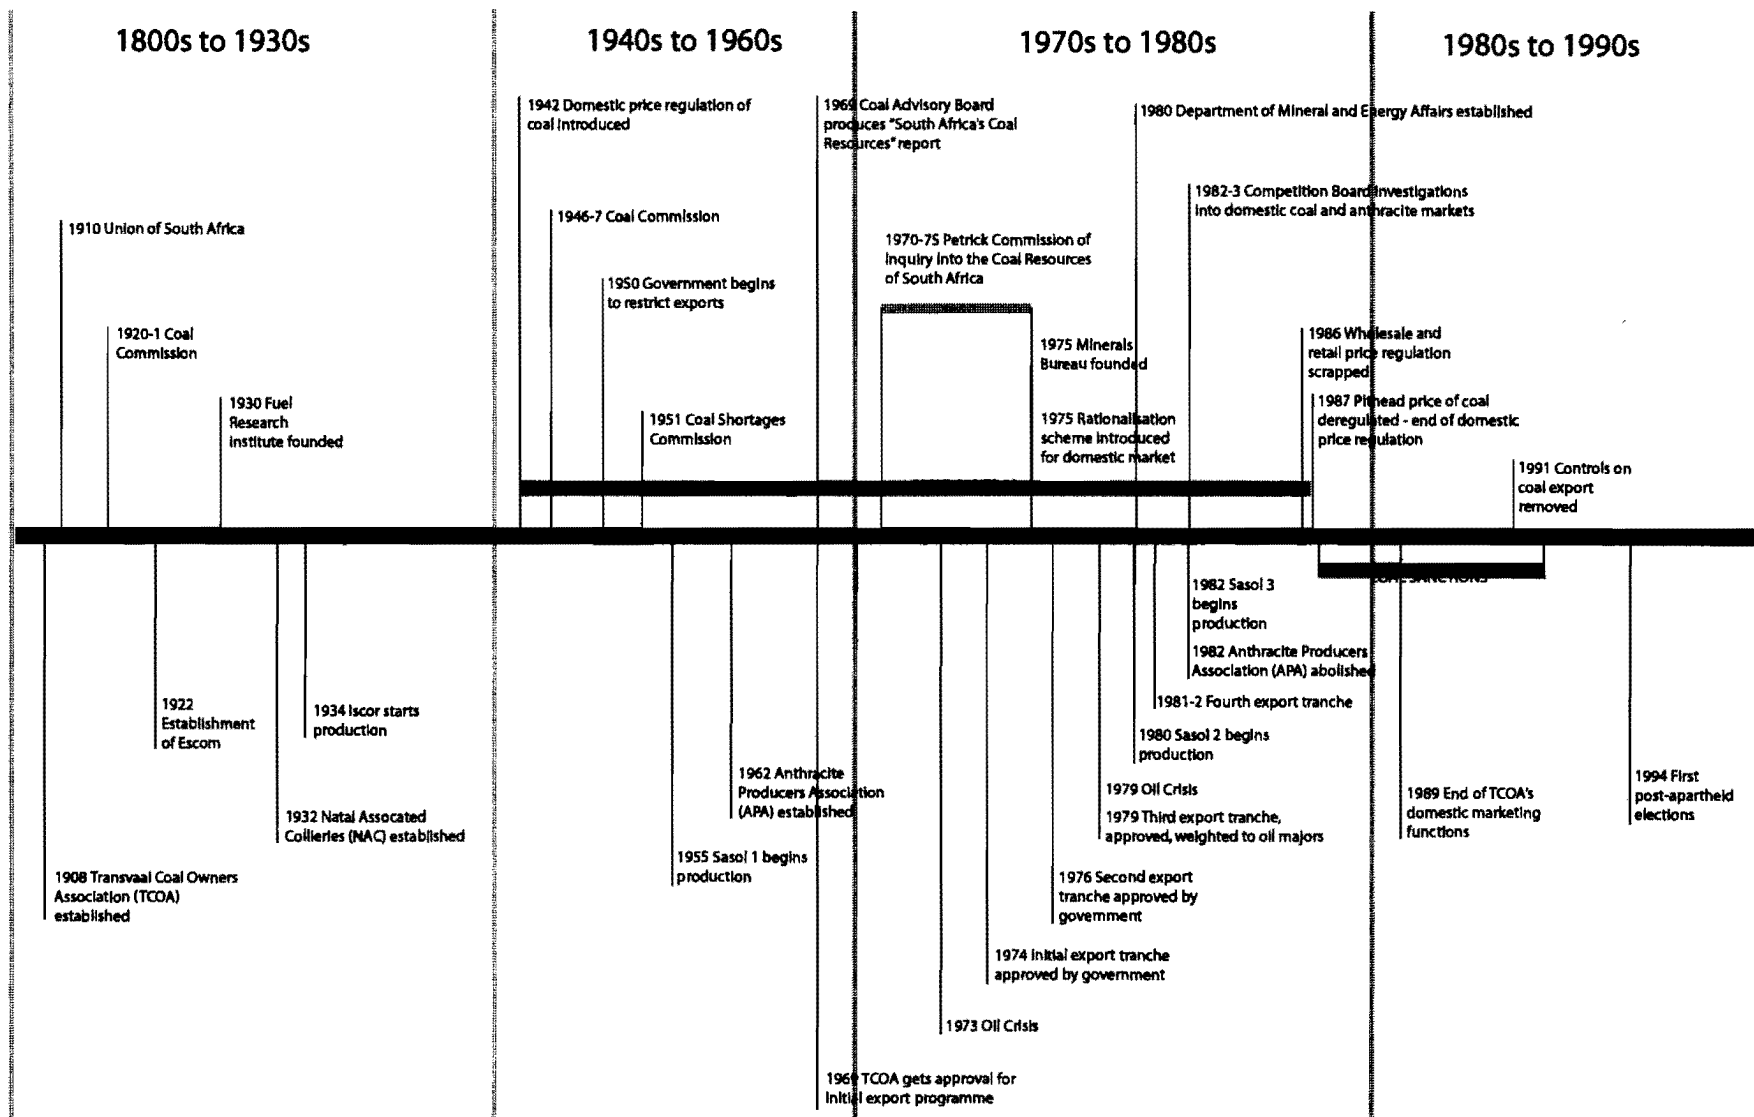 1800s to 1930s
1940s to 1960s
1970s to 1980s
1980s to 1990s
1942 Domestic price regulation of
coal introduced
1969 Coal Advisory Board
produces "South Africa's Coal
Resources" report
1980 Department of Mineral and Energy Affairs established
1982-3 Competition Board investigations
into domestic coal and anthracite markets
1910 Union of South Africa
1946-7 Coal Commission
1970-75 Petrick Commission of
Inquiry into the Coal Resources
of South Africa
1950 Government begins
to restrict exports
1920-1 Coal
Commission
1975 Minerals
Bureau founded
1986 Wholesale and
retail price regulation
scrapped
1930 Fuel
Research
institute founded
1951 Coal Shortages
Commission
1975 Rationalisation
scheme introduced
for domestic market
1987 Pithead price of coal
deregulated - end of domestic
price regulation
1991 Controls on
coal export
removed
SANCTIONS
1982 Sasol 3
begins
production
1982 Anthracite Producers
Association (APA) abolished
1981-2 Fourth export tranche
1922
Establishment
of Escom
1934 Iscor starts
production
1980 Sasol 2 begins
production
1962 Anthracite
Producers Association
(APA) established
1979 Oil Crisis
1979 Third export tranche,
approved, weighted to oil majors
1989 End of TCOA's
domestic marketing
functions
1994 First
post-apartheid
elections
1932 Natal Assocated
Collieries (NAC) established
1955 Sasol 1 begins
production
1908 Transvaal Coal Owners
Association (TCOA)
established
1976 Second export
tranche approved by
government
1974 Initial export tranche
approved by government
1973 Oil Crisis
1969 TCOA gets approval for
initial export programme